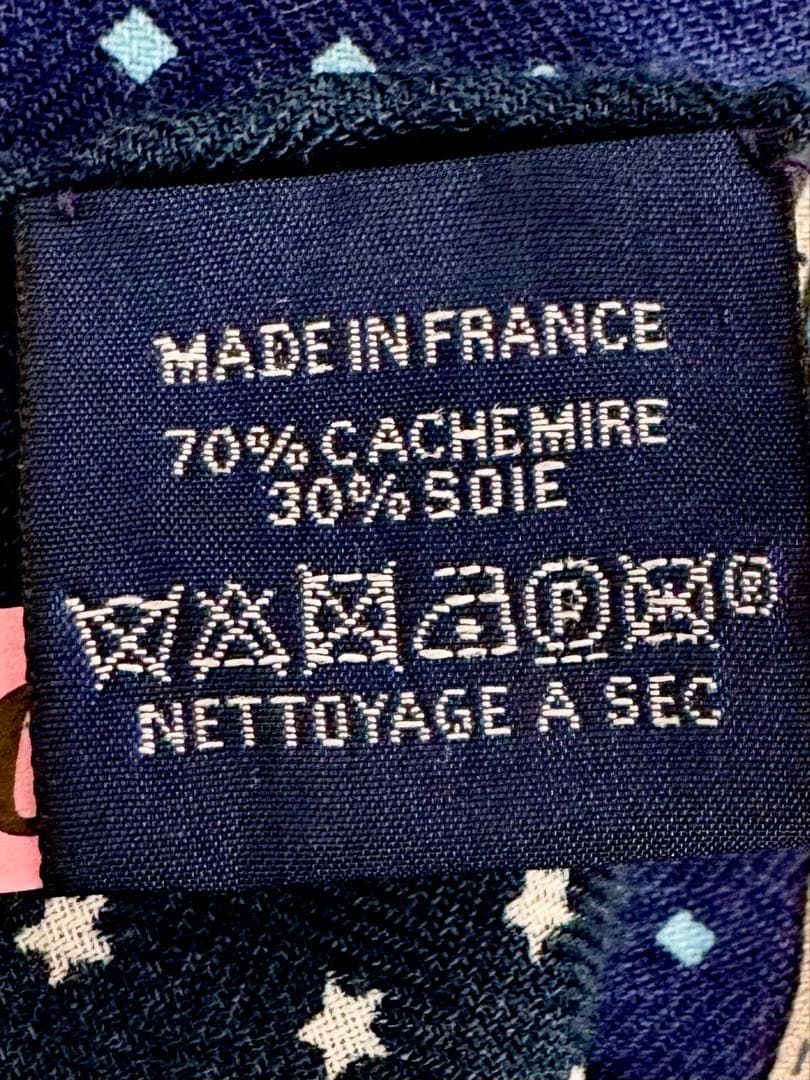 MADE IN FRANCE
70% CACHEMIRE
30% SOIE
P
®
NETTOYAGE A SEC